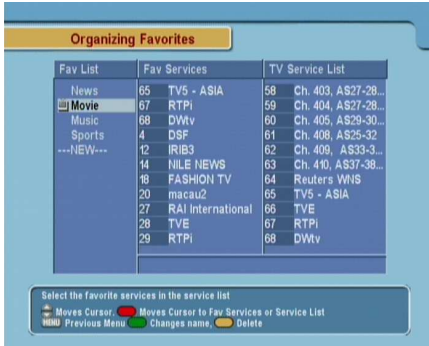 Organizing Favorites
Fav List Fav Services TV Service List
News 65 TV5 - ASIA 58 Ch. 403, AS27-28...
Movie 67 RTPi 59 Ch. 404, AS27-28...
Music 68 DWtv 60 Ch. 405, AS29-30...
Sports 4 DSF 61 Ch. 408, AS25-32
---NEW--- 12 IRIB3 62 Ch. 409, AS33-3...
14 NILE NEWS 63 Ch. 410, AS37-38...
18 FASHION TV 64 Reuters WNS
20 macau2 65 TV5 - ASIA
27 RAI International 66 TVE
28 TVE 67 RTPi
29 RTPi 68 DWtv
Select the favorite services in the service list
Moves Cursor, Moves Cursor to Fav Services or Service List
MENU Previous Menu Changes name, Delete